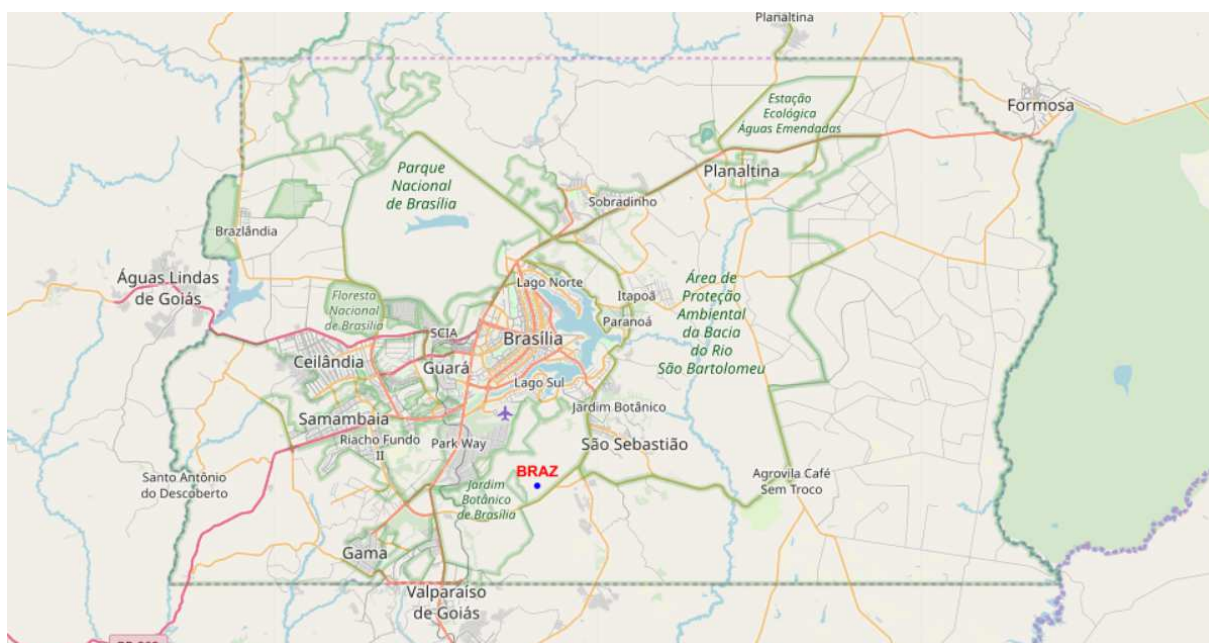 Planaltina
Formosa
Estação
Ecológica
Águas Emendadas
Planaltina
Parque
Nacional
de Brasília
Sobradinho
Brazlândia
Águas Lindas
de Goiás
Lago Norte
Área de
Proteção
Ambiental
da Bacia
do Rio
São Bartolomeu
Itapoã
Floresta
Nacional
de Brasília
Paranoá
SCIA
Brasília
Ceilândia
Guará
Lago Sul
Jardim Botânico
Samambaia
Riacho Fundo
II
Park Way
São Sebastião
BRAZ
Santo Antônio
do Descoberto
Jardim
Botânico
de Brasília
Agrovila Café
Sem Troco
Gama
Valparaíso
de Goiás